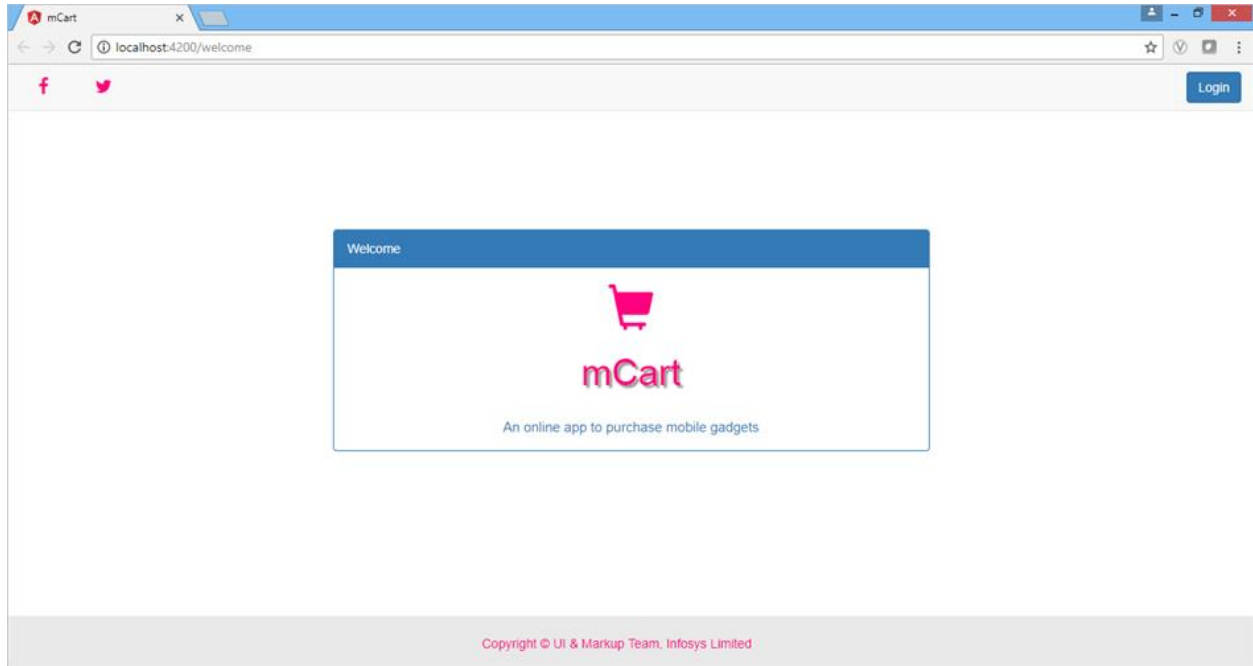 mCart
localhost:4200/welcome
Login
Welcome
mCart
An online app to purchase mobile gadgets
Copyright © UI & Markup Team, Infosys Limited